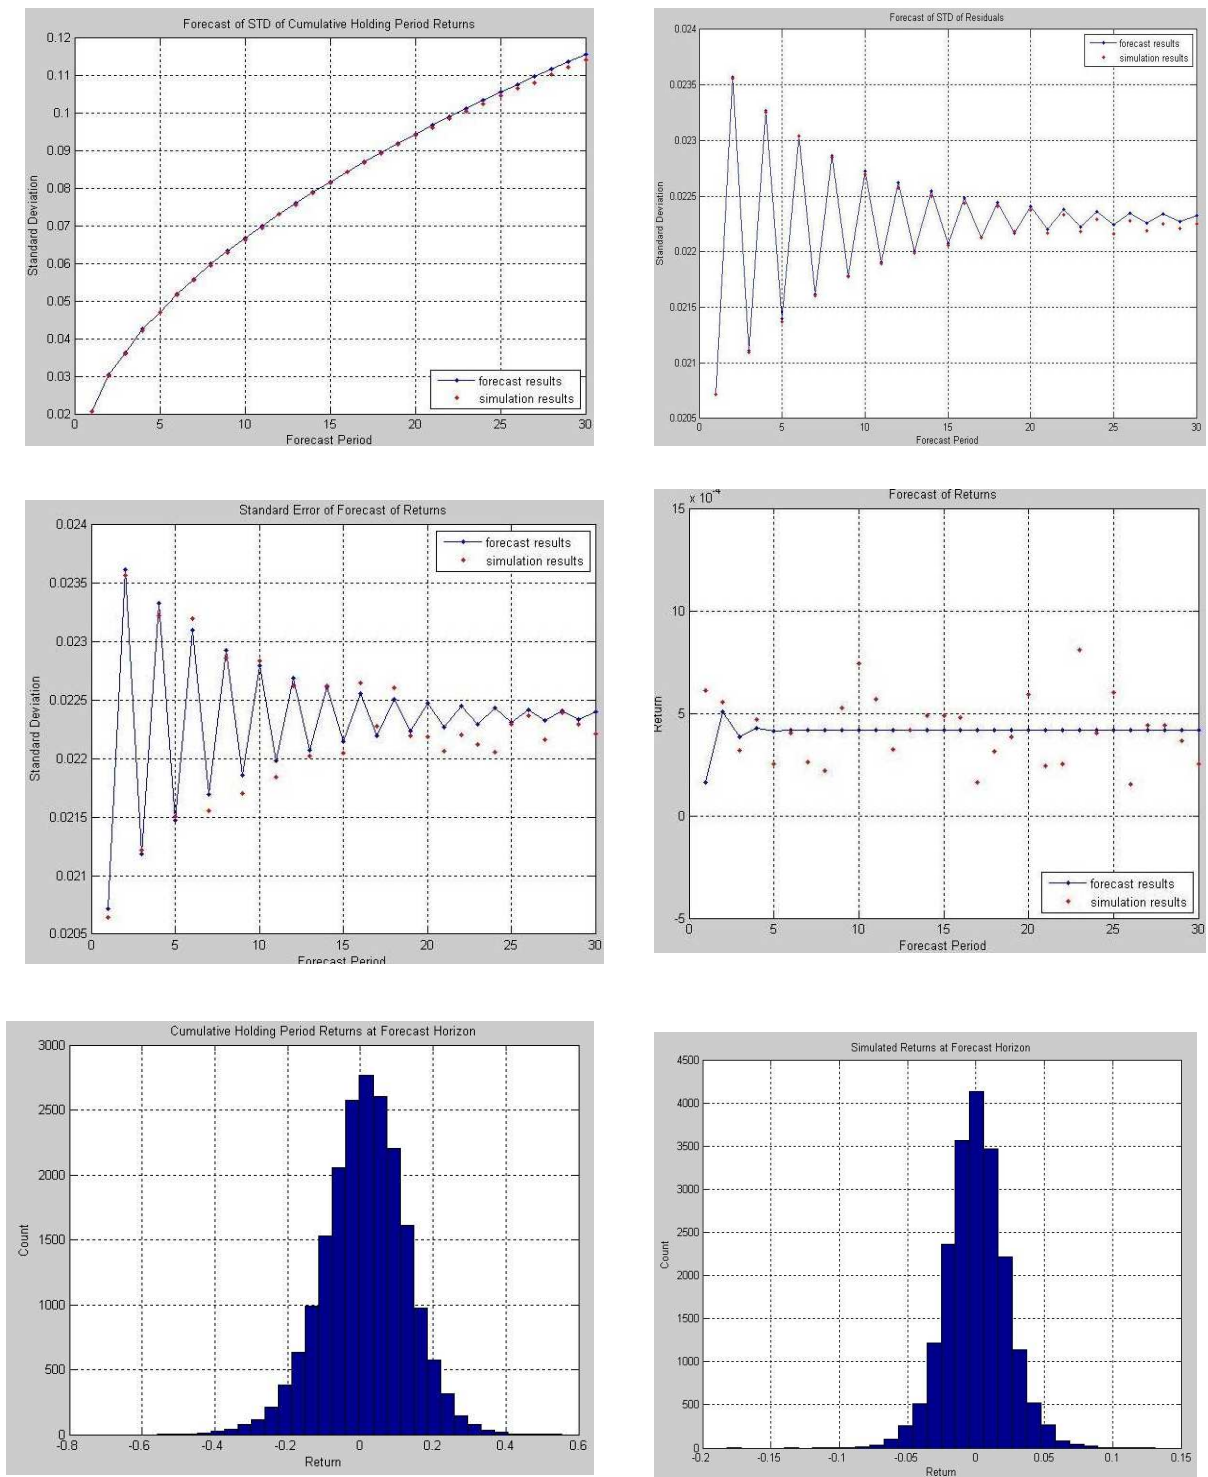 Forecast of STD of Cumulative Holding Period Returns
0.12
0.11
0.1
0.09
0.08
0.07
0.06
0.05
0.04
0.03
0.02
Standard Deviation
forecast results
simulation results
0 5 10 15 20 25 30
Forecast Period
Forecast of STD of Residuals
0.024
0.0235
0.023
0.0225
0.022
0.0215
0.021
0.0205
Standard Deviation
forecast results
simulation results
0 5 10 15 20 25 30
Forecast Period
Standard Error of Forecast of Returns
0.024
0.0235
0.023
0.0225
0.022
0.0215
0.021
0.0205
Standard Deviation
forecast results
simulation results
0 5 10 15 20 25 30
Forecast Period
x 10⁻⁴
Forecast of Returns
15
10
5
0
-5
Return
forecast results
simulation results
0 5 10 15 20 25 30
Forecast Period
Cumulative Holding Period Returns at Forecast Horizon
3000
2500
2000
1500
1000
500
0
Count
-0.8 -0.6 -0.4 -0.2 0 0.2 0.4 0.6
Return
Simulated Returns at Forecast Horizon
4500
4000
3500
3000
2500
2000
1500
1000
500
0
Count
-0.2 -0.15 -0.1 -0.05 0 0.05 0.1 0.15
Return